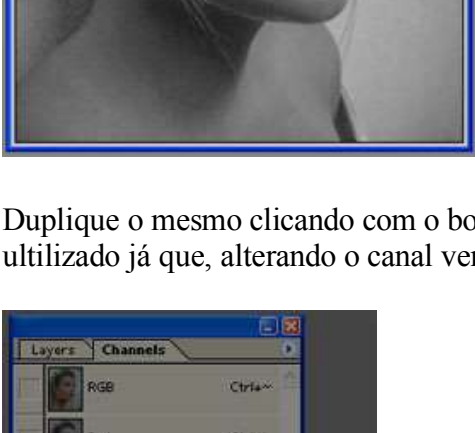 Duplique o mesmo clicando com o bo
ultilizado já que, alterando o canal ver
Layers Channels
RGB Ctrl+~